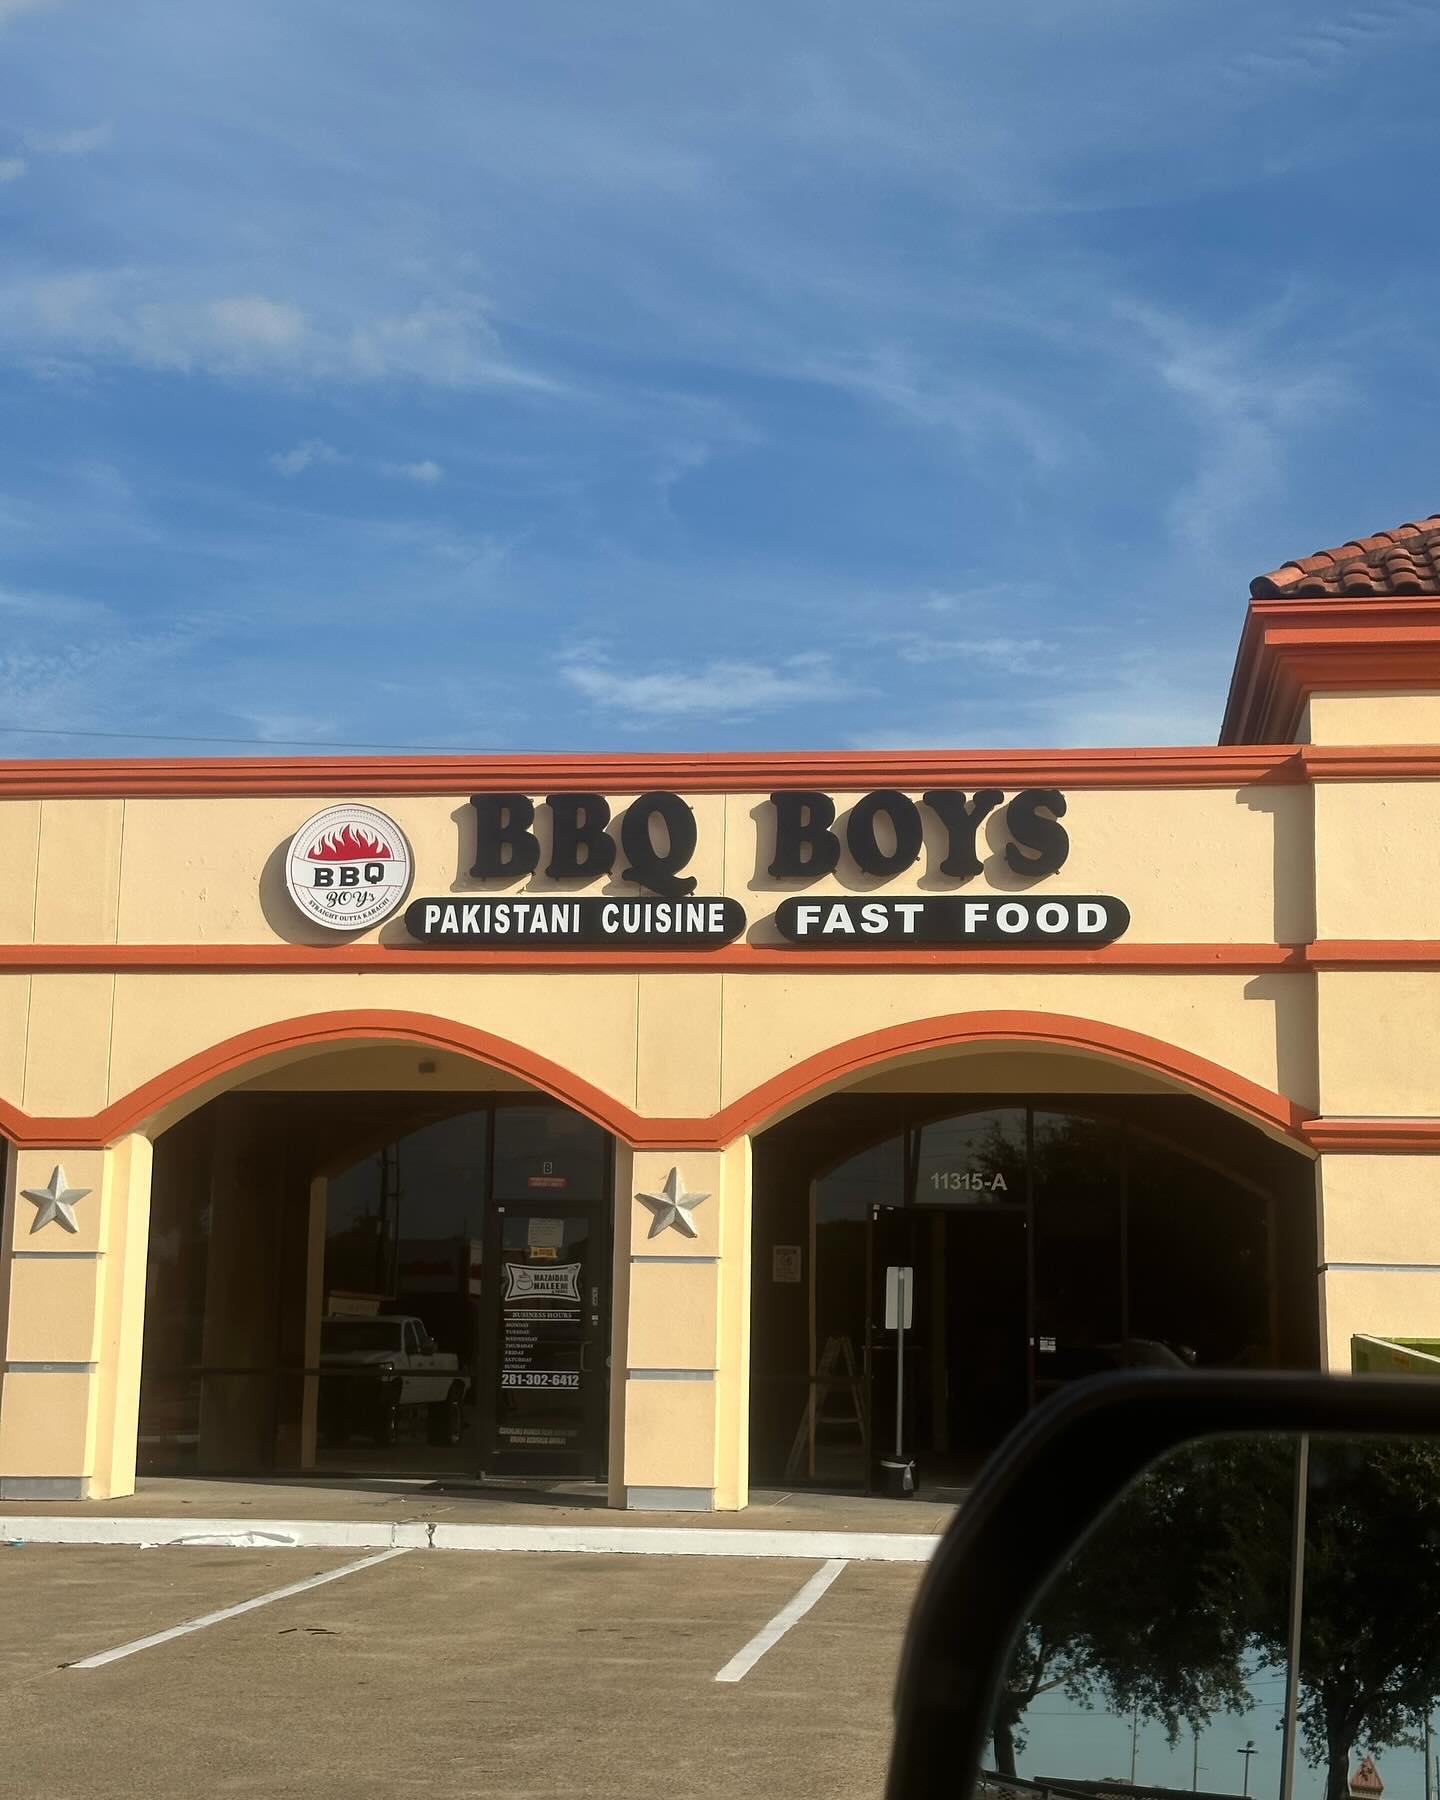 BBQ BOYS
BBQ
BOY's
STRAIGHT OUTTA KARACHI
PAKISTANI CUISINE
FAST FOOD
B
11315-A
MAZAIDAR
HALEEM
BUSINESS HOURS
MONDAY
TUESDAY
WEDNESDAY
THURSDAY
FRIDAY
SATURDAY
SUNDAY
281-302-6412